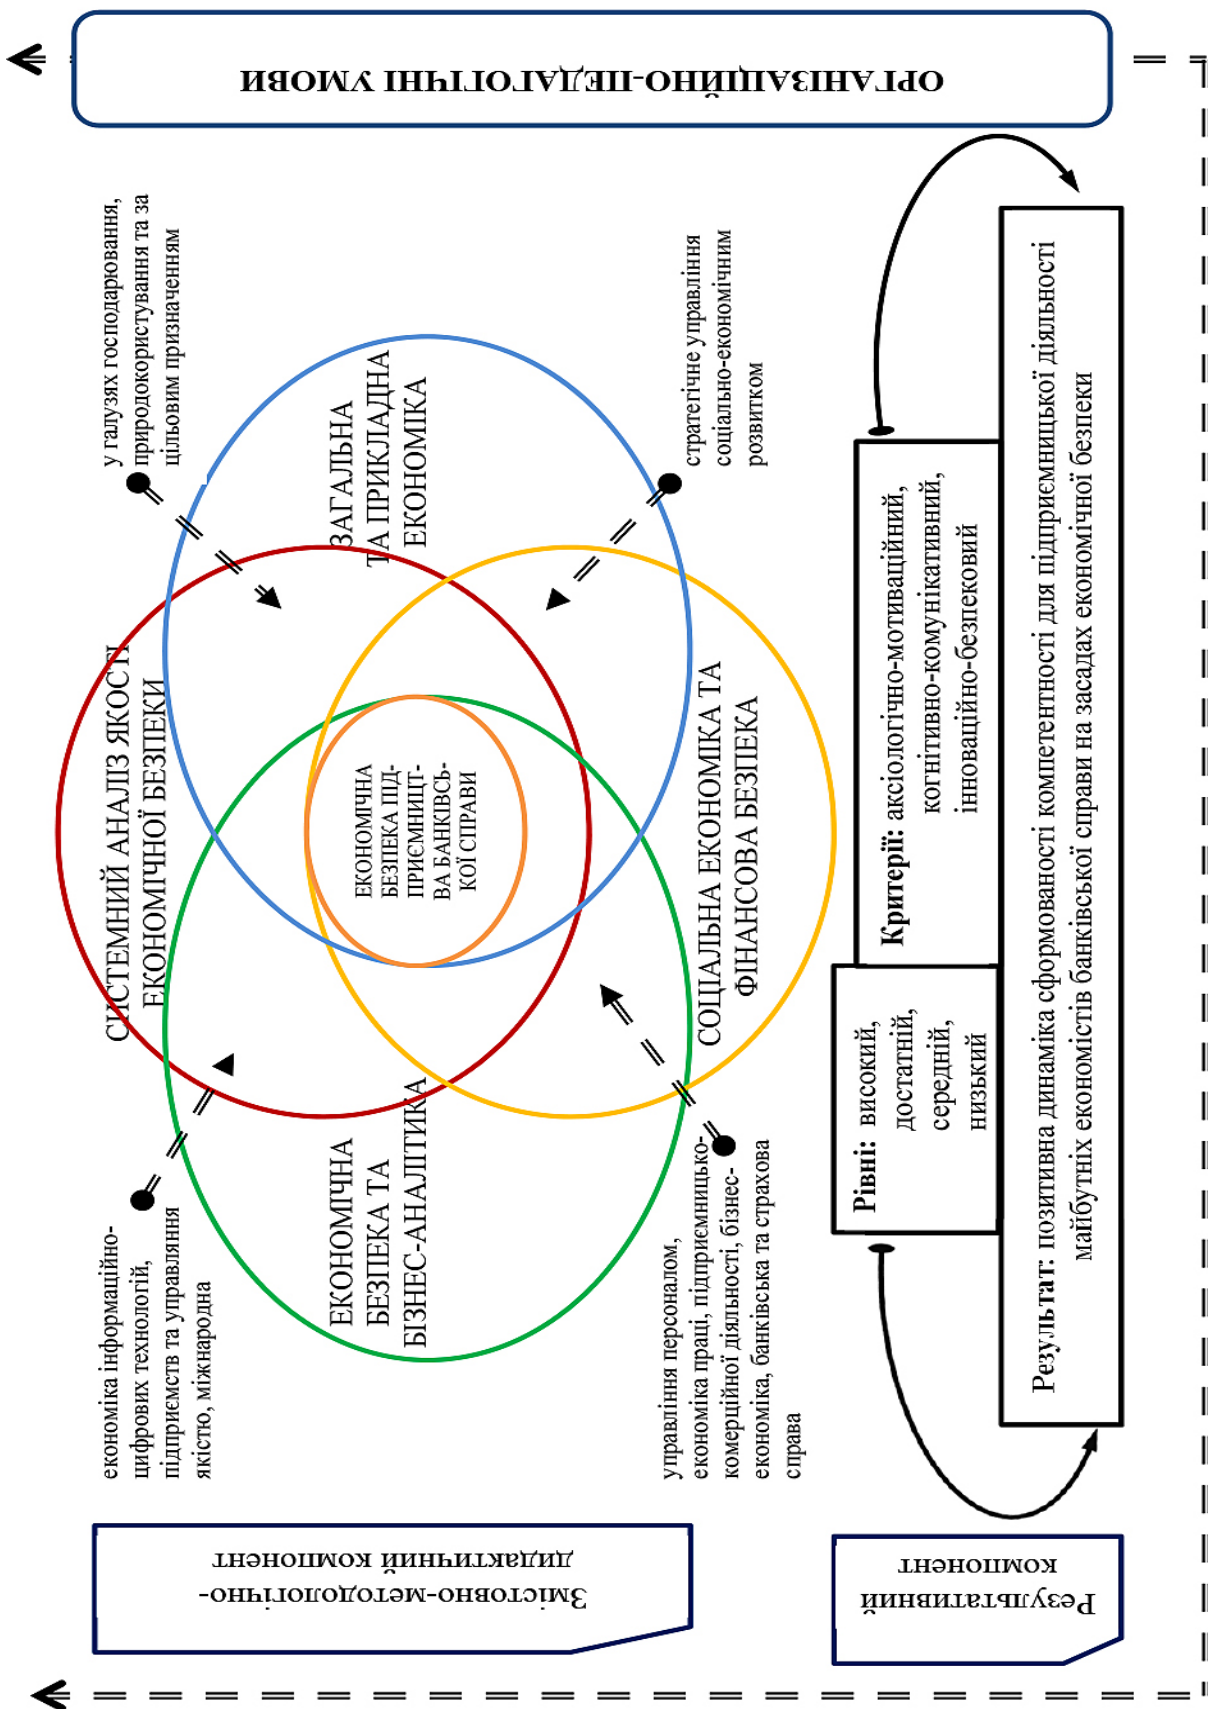 Змістовно-методологічно-
дидактичний компонент
економіка інформаційно-
цифрових технологій,
підприємств та управління
якістю, міжнародна
СИСТЕМНИЙ АНАЛІЗ ЯКОСТІ
ЕКОНОМІЧНОЇ БЕЗПЕКИ
у галузях господарювання,
природокористування та за
цільовим призначенням
ЕКОНОМІЧНА
БЕЗПЕКА ТА
БІЗНЕС-АНАЛІТИКА
ЕКОНОМІЧНА
БЕЗПЕКА ПІД-
ПРИЄМНИЦТ-
ВА БАНКІВСЬ-
КОЇ СПРАВИ
ЗАГАЛЬНА
ТА ПРИКЛАДНА
ЕКОНОМІКА
управління персоналом,
економіка праці, підприємницько-
комерційної діяльності, бізнес-
економіка, банківська та страхова
справа
СОЦІАЛЬНА ЕКОНОМІКА ТА
ФІНАНСОВА БЕЗПЕКА
стратегічне управління
соціально-економічним
розвитком
ОРГАНІЗАЦІЙНО-ПЕДАГОГІЧНІ УМОВИ
Результативний
компонент
Рівні: високий,
достатній,
середній,
низький
Критерії: аксіологічно-мотиваційний,
когнітивно-комунікативний,
інноваційно-безпековий
Результат: позитивна динаміка сформованості компетентності для підприємницької діяльності
майбутніх економістів банківської справи на засадах економічної безпеки